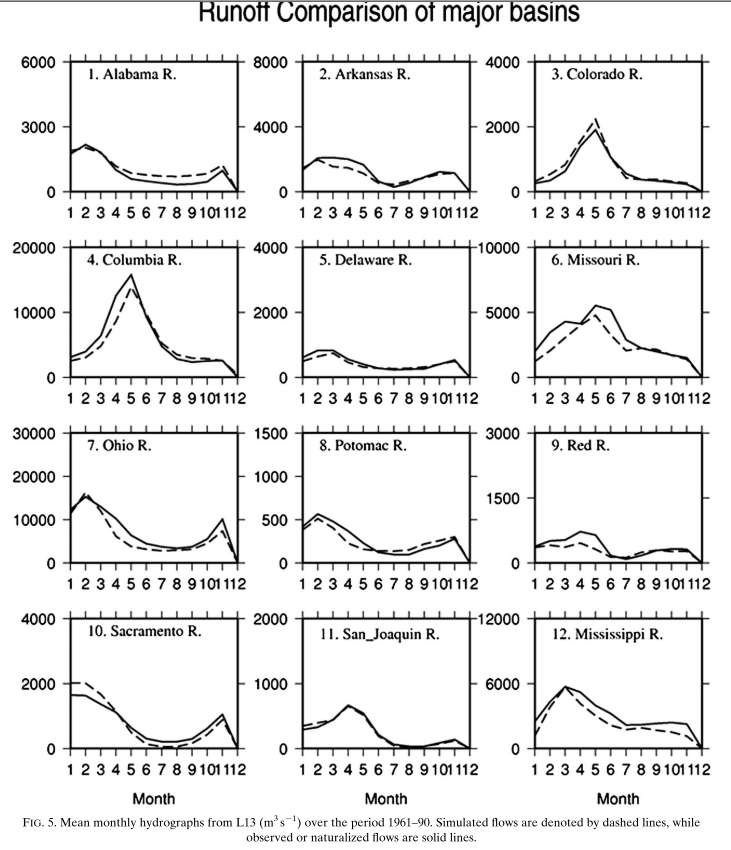 Runoff Comparison of major basins
6000 3000 0
1. Alabama R.
1 2 3 4 5 6 7 8 9 10 11 12
8000 4000 0
2. Arkansas R.
1 2 3 4 5 6 7 8 9 10 11 12
4000 2000 0
3. Colorado R.
1 2 3 4 5 6 7 8 9 10 11 12
20000 10000 0
4. Columbia R.
1 2 3 4 5 6 7 8 9 10 11 12
4000 2000 0
5. Delaware R.
1 2 3 4 5 6 7 8 9 10 11 12
10000 5000 0
6. Missouri R.
1 2 3 4 5 6 7 8 9 10 11 12
30000 20000 10000 0
7. Ohio R.
1 2 3 4 5 6 7 8 9 10 11 12
1500 1000 500 0
8. Potomac R.
1 2 3 4 5 6 7 8 9 10 11 12
3000 1500 0
9. Red R.
1 2 3 4 5 6 7 8 9 10 11 12
4000 2000 0
10. Sacramento R.
1 2 3 4 5 6 7 8 9 10 11 12
Month
2000 1000 0
11. San_Joaquin R.
1 2 3 4 5 6 7 8 9 10 11 12
Month
12000 6000 0
12. Mississippi R.
1 2 3 4 5 6 7 8 9 10 11 12
Month
FIG. 5. Mean monthly hydrographs from L13 (m³ s⁻¹) over the period 1961–90. Simulated flows are denoted by dashed lines, while
observed or naturalized flows are solid lines.